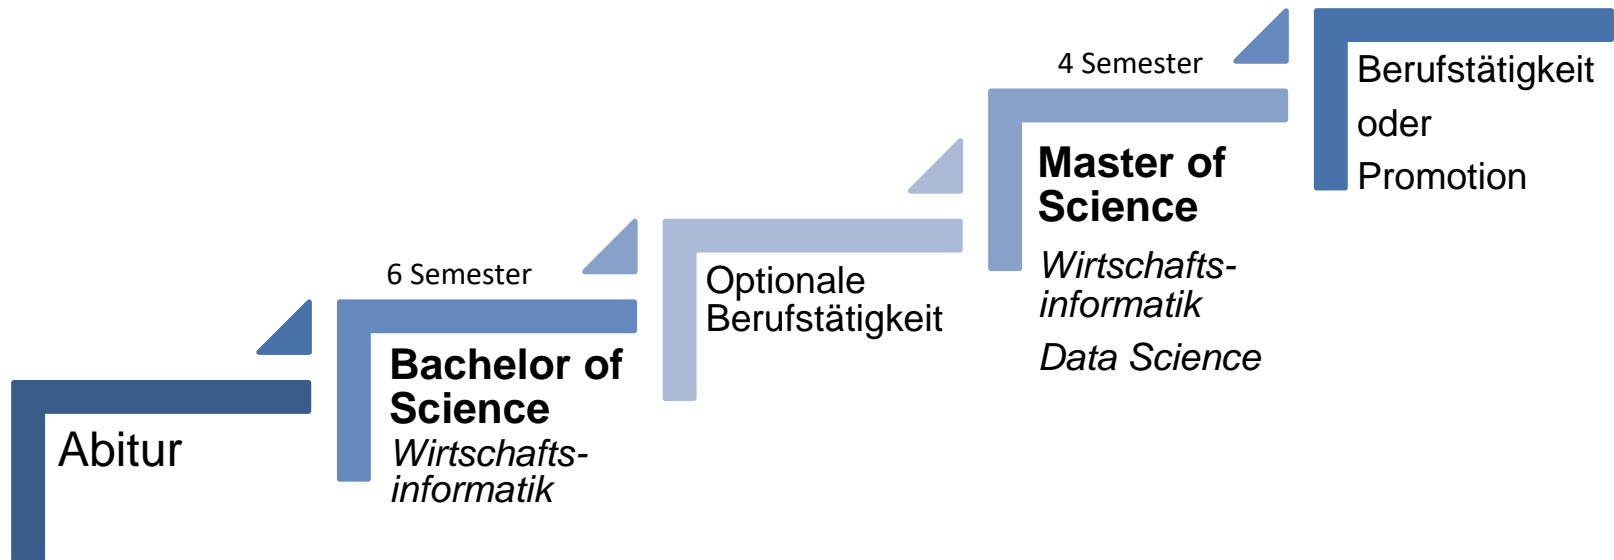 Abitur
6 Semester
Bachelor of
Science
Wirtschafts-
informatik
Optionale
Berufstätigkeit
4 Semester
Master of
Science
Wirtschafts-
informatik
Data Science
Berufstätigkeit
oder
Promotion